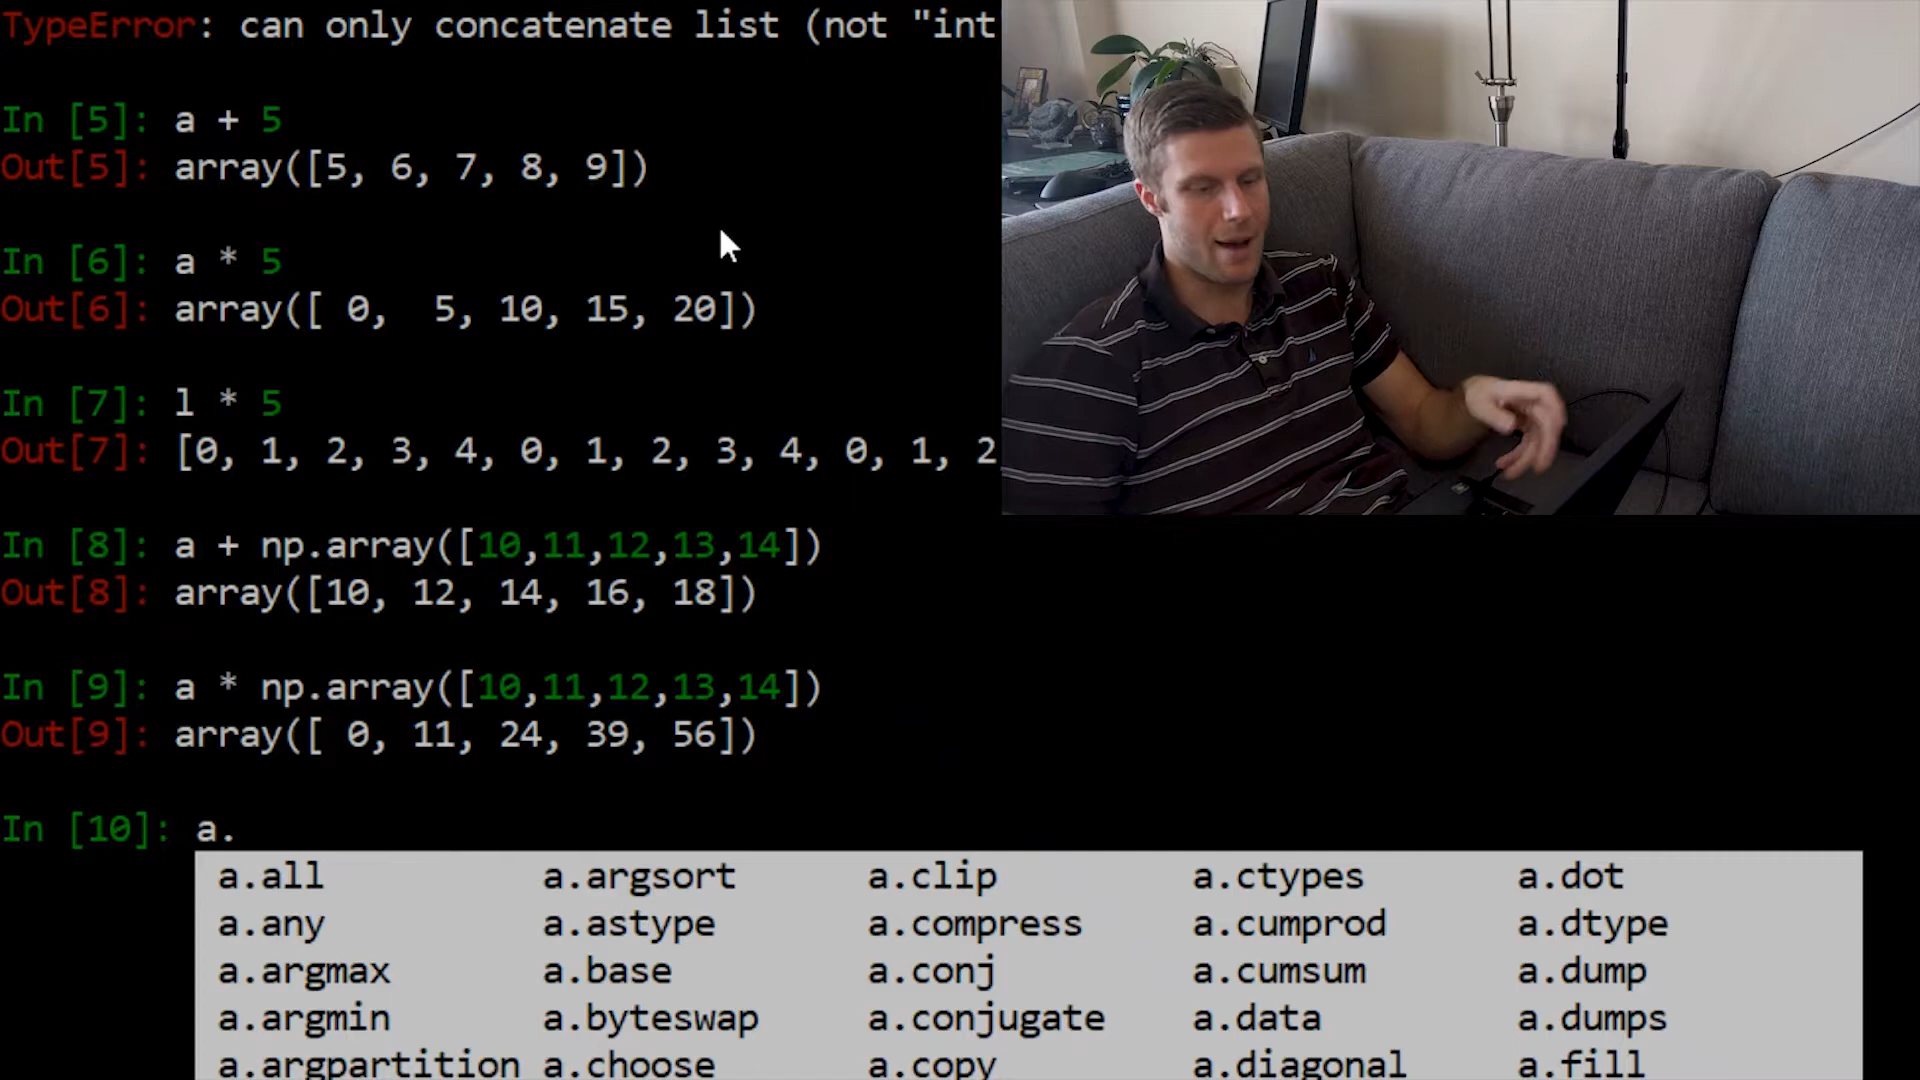 TypeError: can only concatenate list (not "int
In [5]: a + 5
Out[5]: array([5, 6, 7, 8, 9])
In [6]: a * 5
Out[6]: array([ 0,  5, 10, 15, 20])
In [7]: l * 5
Out[7]: [0, 1, 2, 3, 4, 0, 1, 2, 3, 4, 0, 1, 2
In [8]: a + np.array([10,11,12,13,14])
Out[8]: array([10, 12, 14, 16, 18])
In [9]: a * np.array([10,11,12,13,14])
Out[9]: array([ 0, 11, 24, 39, 56])
In [10]: a.
a.all a.argsort a.clip a.ctypes a.dot
a.any a.astype a.compress a.cumprod a.dtype
a.argmax a.base a.conj a.cumsum a.dump
a.argmin a.byteswap a.conjugate a.data a.dumps
a.argpartition a.choose a.copy a.diagonal a.fill